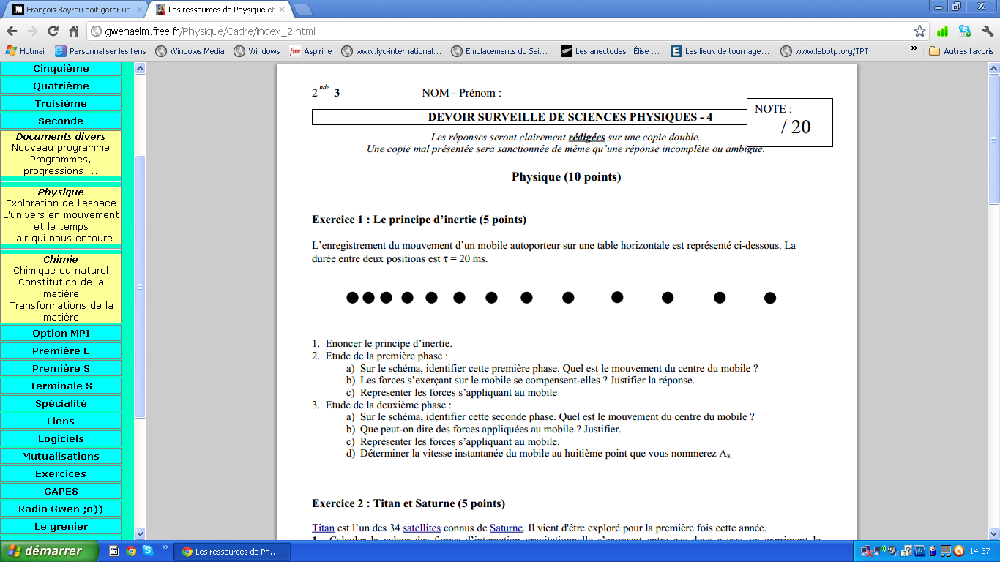 François Bayrou doit gérer un
Les ressources de Physique et
gwenaelm.free.fr/Physique/Cadre/index_2.html
Hotmail
Personnaliser les liens
Windows Media
Windows
free Aspirine
www.lyc-international...
Emplacements du Sei...
Les anectodes | Élise ...
Les lieux de tournage...
www.labotp.org/TPT...
»
Autres favoris
Cinquième
Quatrième
Troisième
Seconde
Documents divers
Nouveau programme
Programmes,
progressions ...
Physique
Exploration de l'espace
L'univers en mouvement
et le temps
L'air qui nous entoure
Chimie
Chimique ou naturel
Constitution de la
matière
Transformations de la
matière
Option MPI
Première L
Première S
Terminale S
Spécialité
Liens
Logiciels
Mutualisations
Exercices
CAPES
Radio Gwen ;o))
Le grenier
2nde 3
NOM - Prénom :
DEVOIR SURVEILLE DE SCIENCES PHYSIQUES - 4
NOTE :
/ 20
Les réponses seront clairement rédigées sur une copie double.
Une copie mal présentée sera sanctionnée de même qu’une réponse incomplète ou ambigue.
Physique (10 points)
Exercice 1 : Le principe d’inertie (5 points)
L’enregistrement du mouvement d’un mobile autoporteur sur une table horizontale est représenté ci-dessous. La
durée entre deux positions est τ = 20 ms.
1. Enoncer le principe d’inertie.
2. Etude de la première phase :
a) Sur le schéma, identifier cette première phase. Quel est le mouvement du centre du mobile ?
b) Les forces s’exerçant sur le mobile se compensent-elles ? Justifier la réponse.
c) Représenter les forces s’appliquant au mobile
3. Etude de la deuxième phase :
a) Sur le schéma, identifier cette seconde phase. Quel est le mouvement du centre du mobile ?
b) Que peut-on dire des forces appliquées au mobile ? Justifier.
c) Représenter les forces s’appliquant au mobile.
d) Déterminer la vitesse instantanée du mobile au huitième point que vous nommerez A8.
Exercice 2 : Titan et Saturne (5 points)
Titan est l’un des 34 satellites connus de Saturne. Il vient d'être exploré pour la première fois cette année.
1. Calculer la valeur des forces d’interaction gravitationnelle s’exerçant entre ces deux astres, en exprimant le
démarrer
»
Les ressources de Ph...
14:37